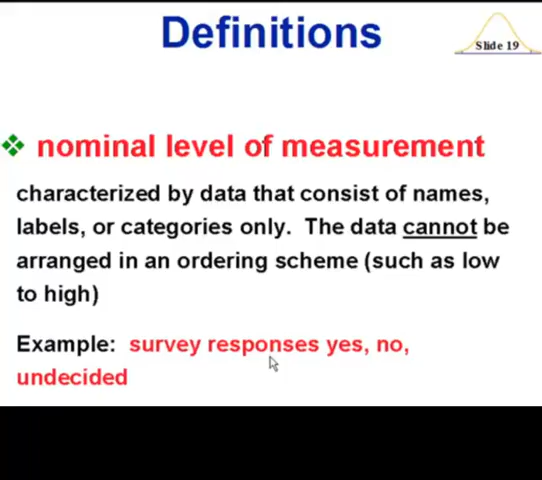 Definitions
Slide 19
nominal level of measurement
characterized by data that consist of names,
labels, or categories only. The data cannot be
arranged in an ordering scheme (such as low
to high)
Example: survey responses yes, no,
undecided